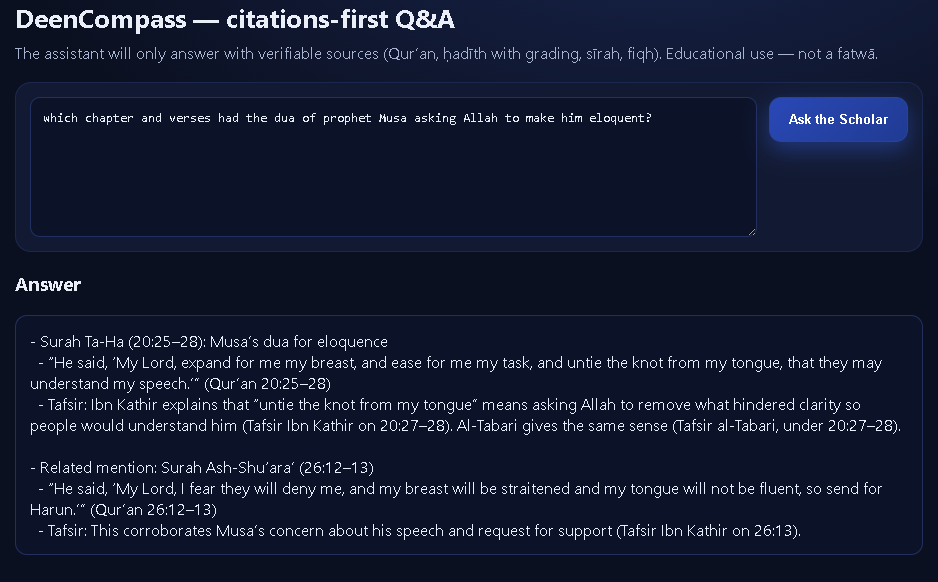 DeenCompass — citations-first Q&A
The assistant will only answer with verifiable sources (Qur’an, ḥadīth with grading, sīrah, fiqh). Educational use — not a fatwā.
which chapter and verses had the dua of prophet Musa asking Allah to make him eloquent?
Ask the Scholar
Answer
- Surah Ta-Ha (20:25–28): Musa’s dua for eloquence
- “He said, ‘My Lord, expand for me my breast, and ease for me my task, and untie the knot from my tongue, that they may
understand my speech.’” (Qur’an 20:25–28)
- Tafsir: Ibn Kathir explains that “untie the knot from my tongue” means asking Allah to remove what hindered clarity so
people would understand him (Tafsir Ibn Kathir on 20:27–28). Al-Tabari gives the same sense (Tafsir al-Tabari, under 20:27–28).
- Related mention: Surah Ash-Shu‘ara’ (26:12–13)
- “He said, ‘My Lord, I fear they will deny me, and my breast will be straitened and my tongue will not be fluent, so send for
Harun.’” (Qur’an 26:12–13)
- Tafsir: This corroborates Musa’s concern about his speech and request for support (Tafsir Ibn Kathir on 26:13).